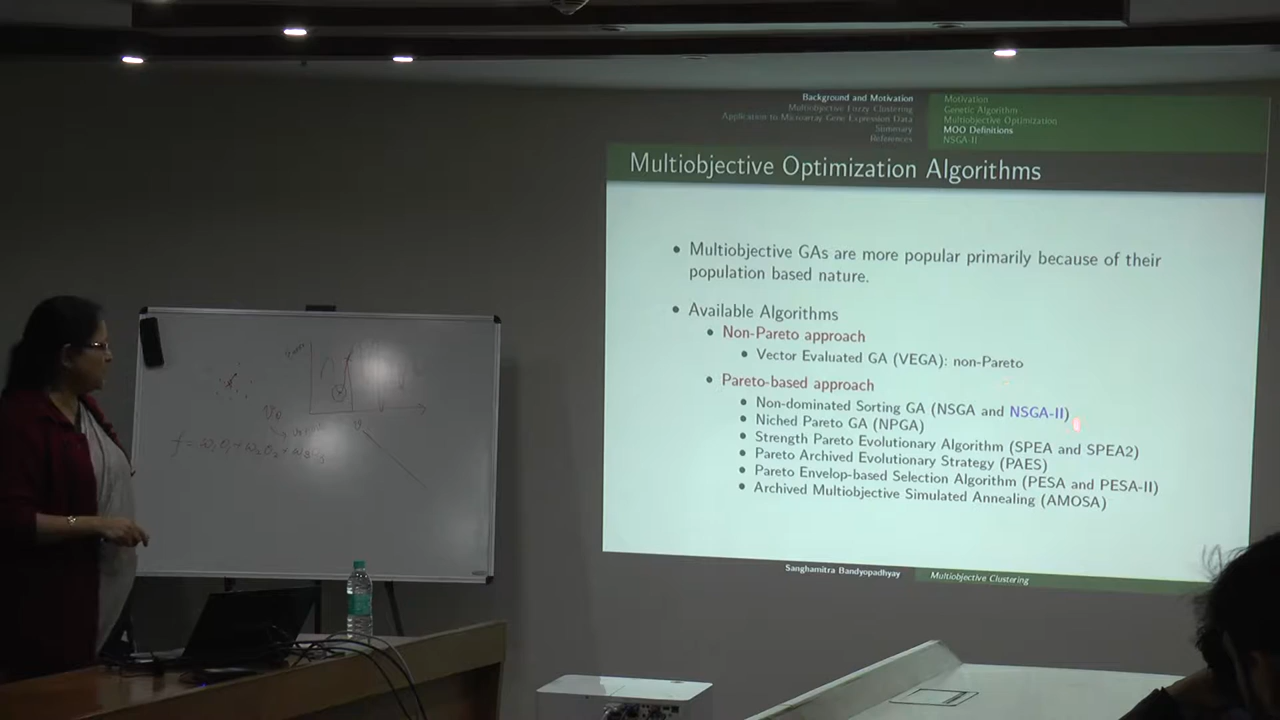 Background and Motivation
Multiobjective Fuzzy Clustering
Application to Microarray Gene Expression Data
Summary
References
Motivation
Genetic Algorithm
Multiobjective Optimization
MOO Definitions
NSGA-II
Multiobjective Optimization Algorithms
• Multiobjective GAs are more popular primarily because of their
population based nature.
• Available Algorithms
• Non-Pareto approach
• Vector Evaluated GA (VEGA): non-Pareto
• Pareto-based approach
• Non-dominated Sorting GA (NSGA and NSGA-II)
• Niched Pareto GA (NPGA)
• Strength Pareto Evolutionary Algorithm (SPEA and SPEA2)
• Pareto Archived Evolutionary Strategy (PAES)
• Pareto Envelop-based Selection Algorithm (PESA and PESA-II)
• Archived Multiobjective Simulated Annealing (AMOSA)
Sanghamitra Bandyopadhyay
Multiobjective Clustering